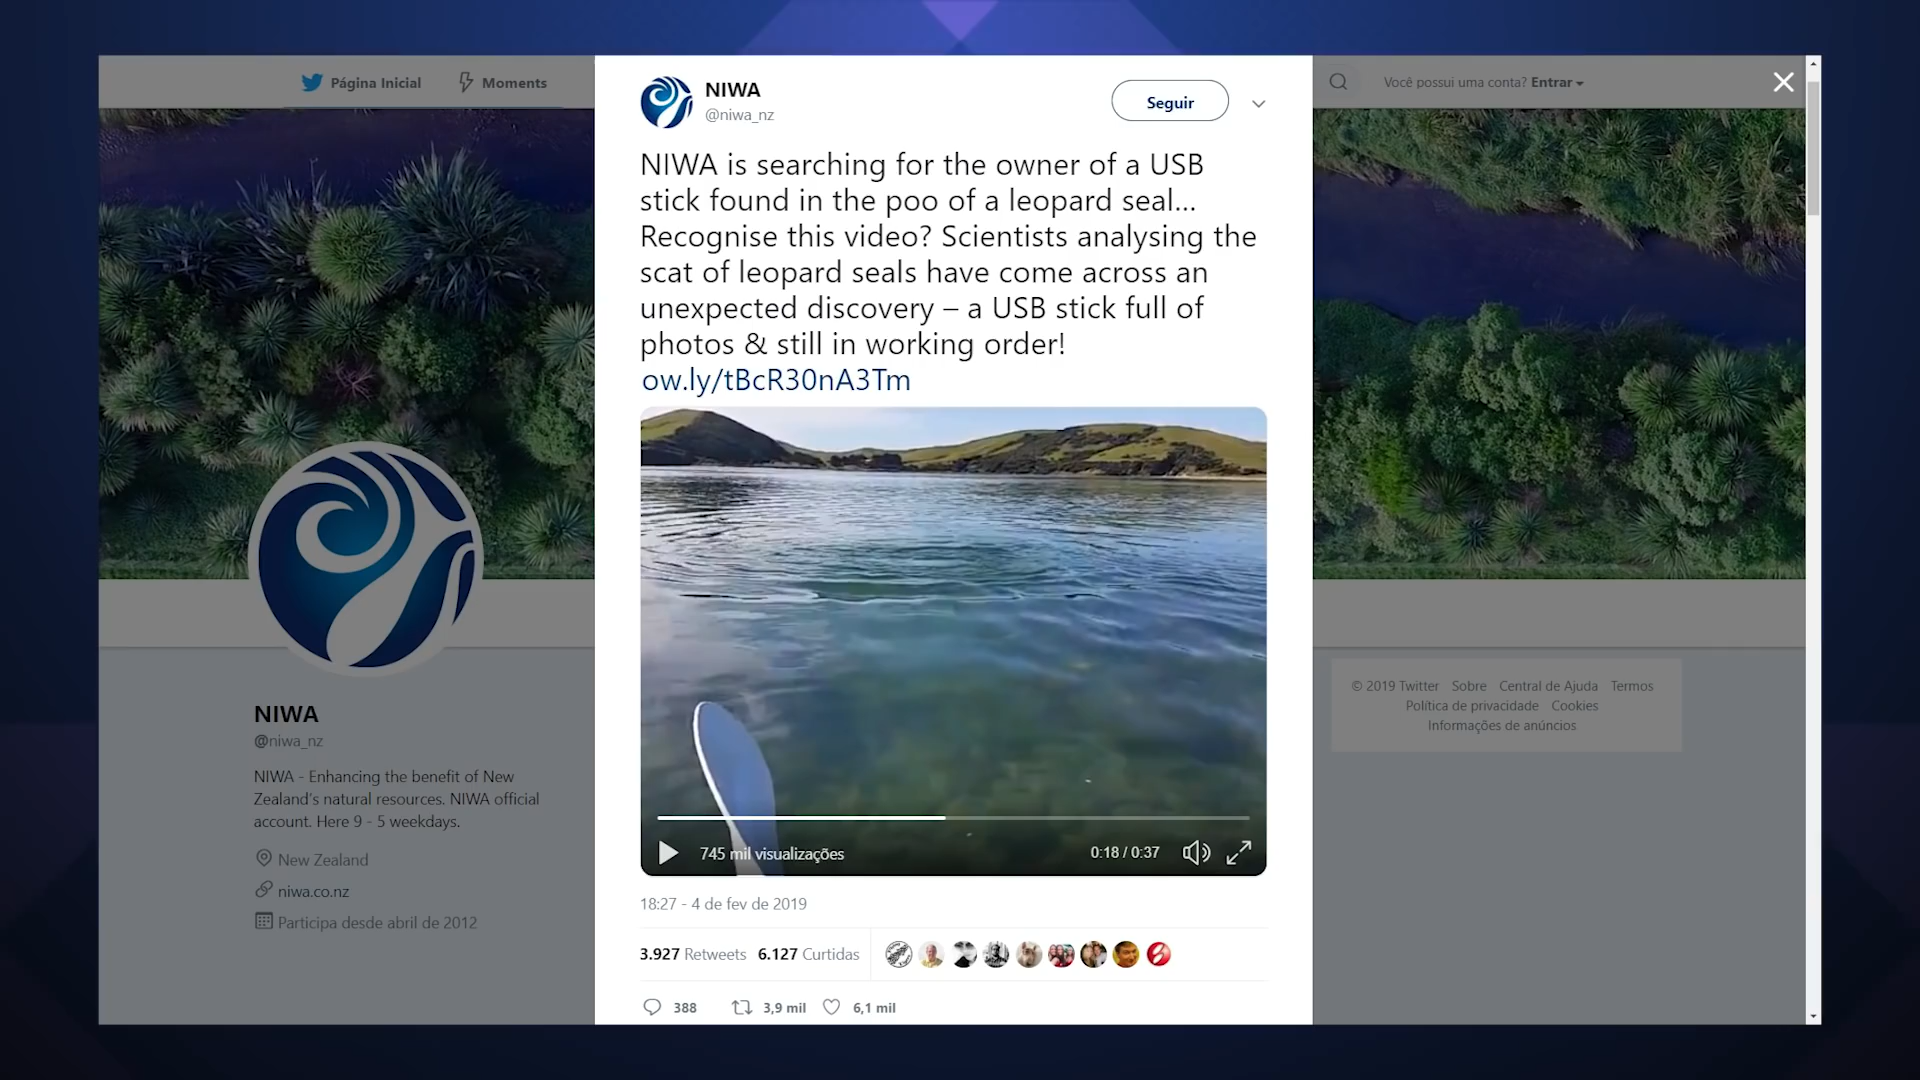 Página Inicial
Moments
Você possui uma conta? Entrar
NIWA
@niwa_nz
Seguir
NIWA is searching for the owner of a USB
stick found in the poo of a leopard seal...
Recognise this video? Scientists analysing the
scat of leopard seals have come across an
unexpected discovery – a USB stick full of
photos & still in working order!
ow.ly/tBcR30nA3Tm
745 mil visualizações
0:18 / 0:37
18:27 - 4 de fev de 2019
3.927 Retweets 6.127 Curtidas
388 3,9 mil 6,1 mil
NIWA
@niwa_nz
NIWA - Enhancing the benefit of New
Zealand's natural resources. NIWA official
account. Here 9 - 5 weekdays.
New Zealand
niwa.co.nz
Participa desde abril de 2012
© 2019 Twitter Sobre Central de Ajuda Termos
Política de privacidade Cookies
Informações de anúncios